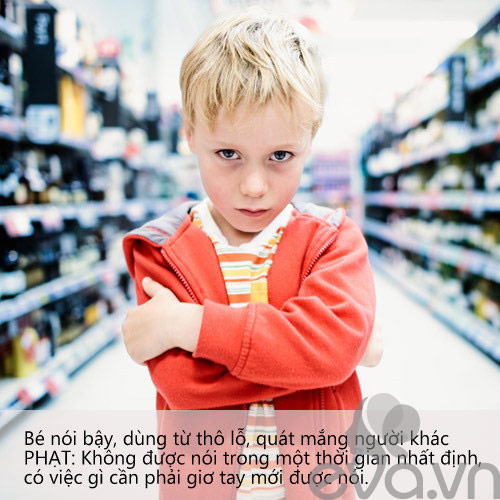 Bé nói bậy, dùng từ thô lỗ, quát mắng người khác
PHẠT: Không được nói trong một thời gian nhất định,
có việc gì cần phải giơ tay mới được nói.
eva.vn